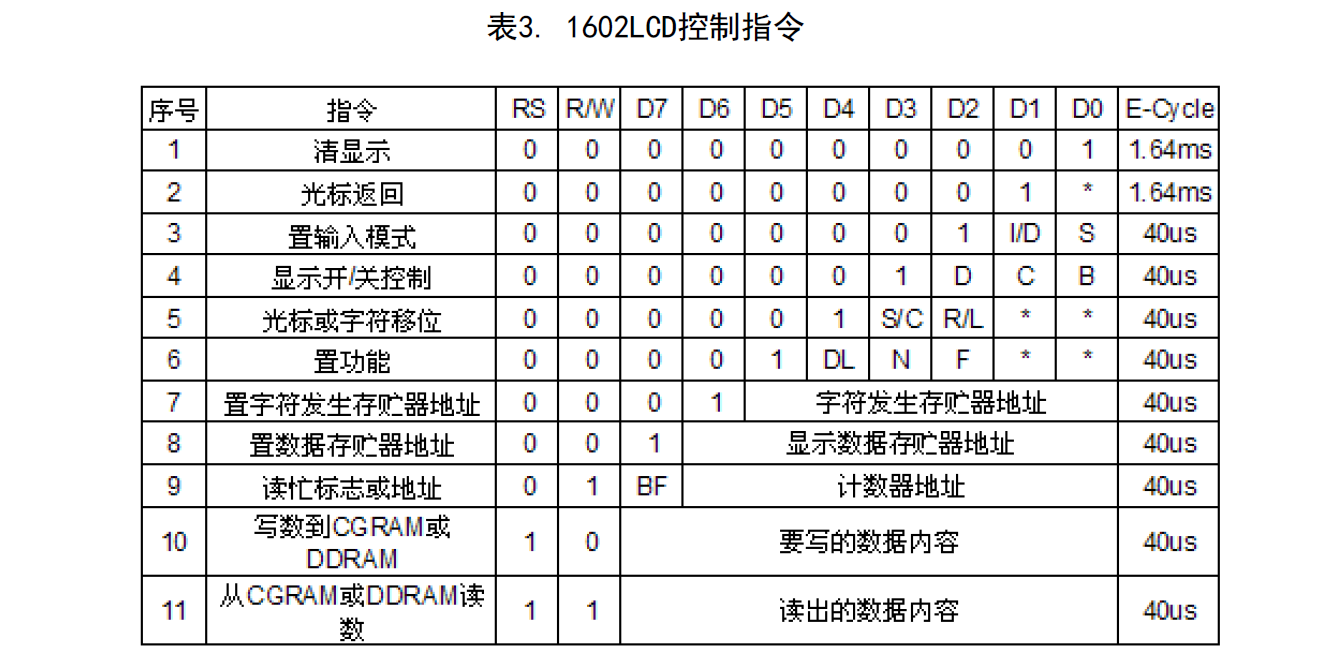 表3. 1602LCD控制指令
序号 指令 RS R/W D7 D6 D5 D4 D3 D2 D1 D0 E-Cycle
1 清显示 0 0 0 0 0 0 0 0 0 1 1.64ms
2 光标返回 0 0 0 0 0 0 0 0 1 * 1.64ms
3 置输入模式 0 0 0 0 0 0 0 1 I/D S 40us
4 显示开/关控制 0 0 0 0 0 0 1 D C B 40us
5 光标或字符移位 0 0 0 0 0 1 S/C R/L * * 40us
6 置功能 0 0 0 0 1 DL N F * * 40us
7 置字符发生存贮器地址 0 0 0 1 字符发生存贮器地址 40us
8 置数据存贮器地址 0 0 1 显示数据存贮器地址 40us
9 读忙标志或地址 0 1 BF 计数器地址 40us
10 写数到CGRAM或
DDRAM 1 0 要写的数据内容 40us
11 从CGRAM或DDRAM读
数 1 1 读出的数据内容 40us